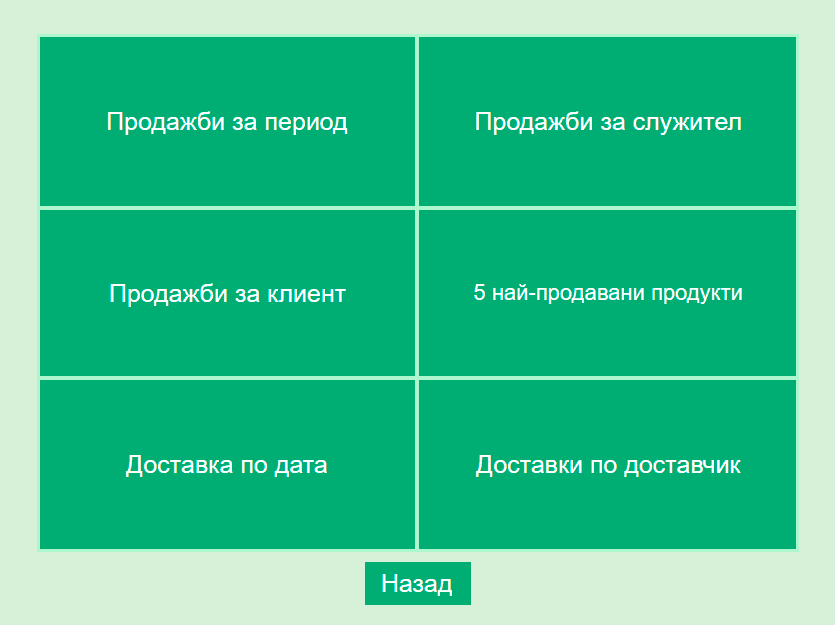 Продажби за период
Продажби за служител
Продажби за клиент
5 най-продавани продукти
Доставка по дата
Доставки по доставчик
Назад